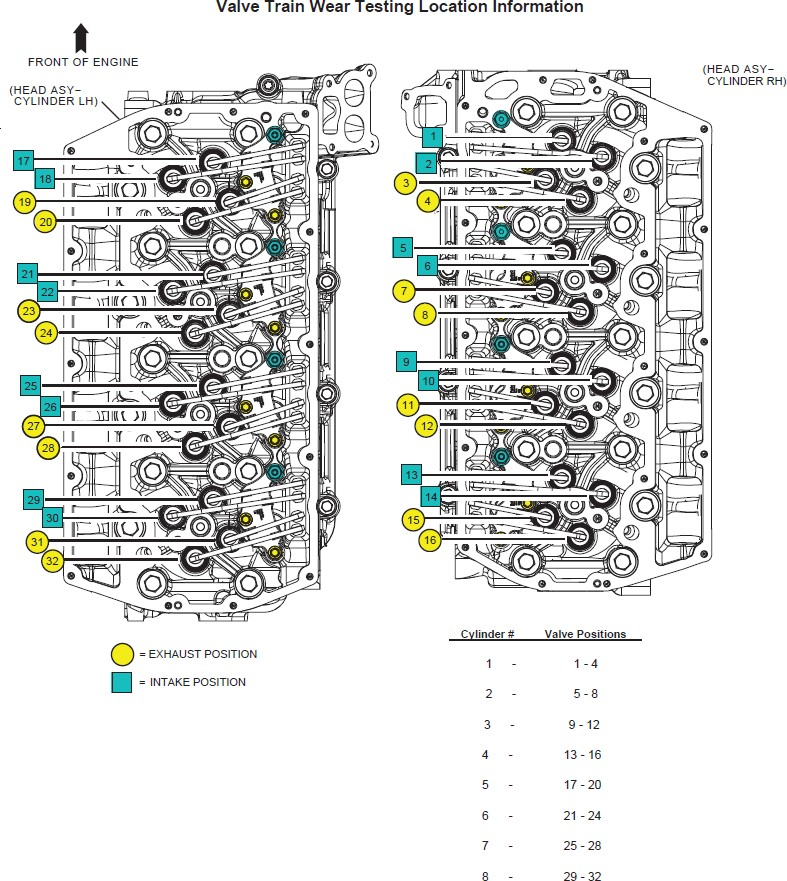 Valve Train Wear Testing Location Information
FRONT OF ENGINE
(HEAD ASY–
CYLINDER LH)
(HEAD ASY–
CYLINDER RH)
17
18
19
20
21
22
23
24
25
26
27
28
29
30
31
32
1
2
3
4
5
6
7
8
9
10
11
12
13
14
15
16
= EXHAUST POSITION
= INTAKE POSITION
Cylinder # Valve Positions
1 - 1 - 4
2 - 5 - 8
3 - 9 - 12
4 - 13 - 16
5 - 17 - 20
6 - 21 - 24
7 - 25 - 28
8 - 29 - 32